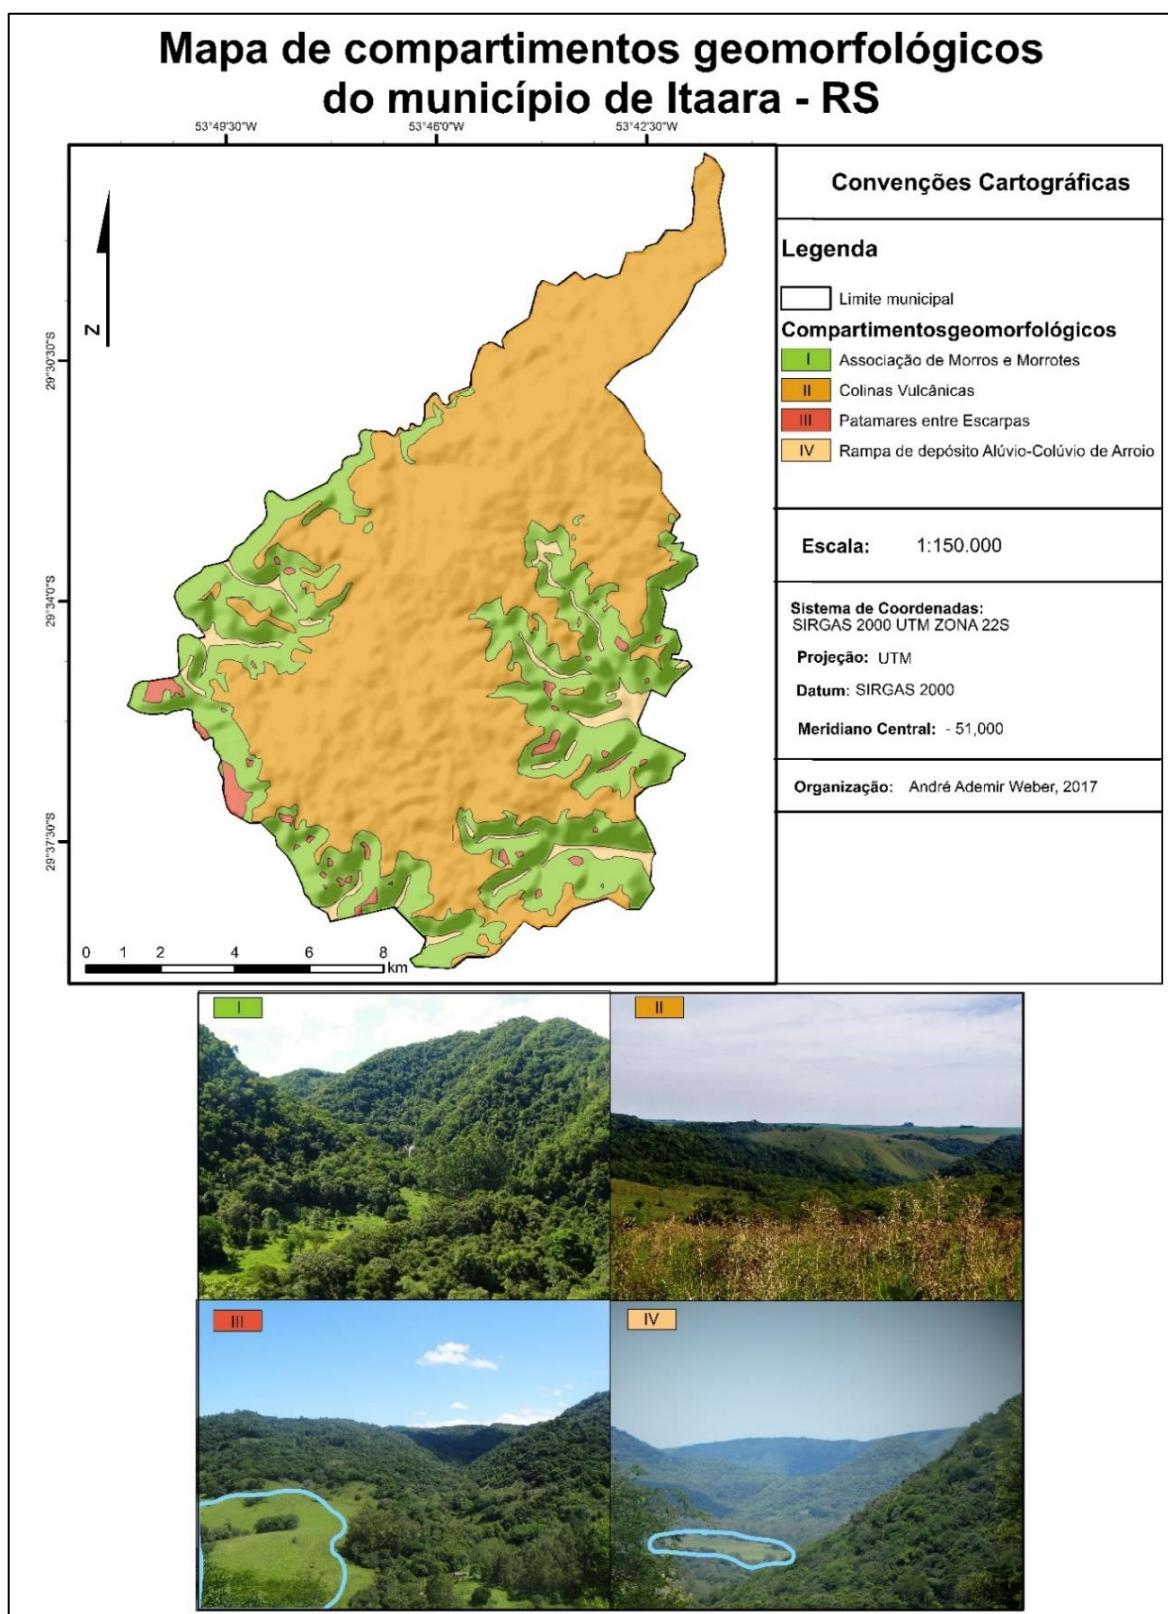 Mapa de compartimentos geomorfológicos
do município de Itaara - RS
53°49'30"W
53°46'0"W
53°42'30"W
Convenções Cartográficas
Legenda
Limite municipal
Compartimentosgeomorfológicos
I Associação de Morros e Morrotes
II Colinas Vulcânicas
III Patamares entre Escarpas
IV Rampa de depósito Alúvio-Colúvio de Arroio
Escala: 1:150.000
Sistema de Coordenadas:
SIRGAS 2000 UTM ZONA 22S
Projeção: UTM
Datum: SIRGAS 2000
Meridiano Central: - 51,000
Organização: André Ademir Weber, 2017
N
29°30'30"S
29°34'0"S
29°37'30"S
0 1 2 4 6 8
km
I
II
III
IV